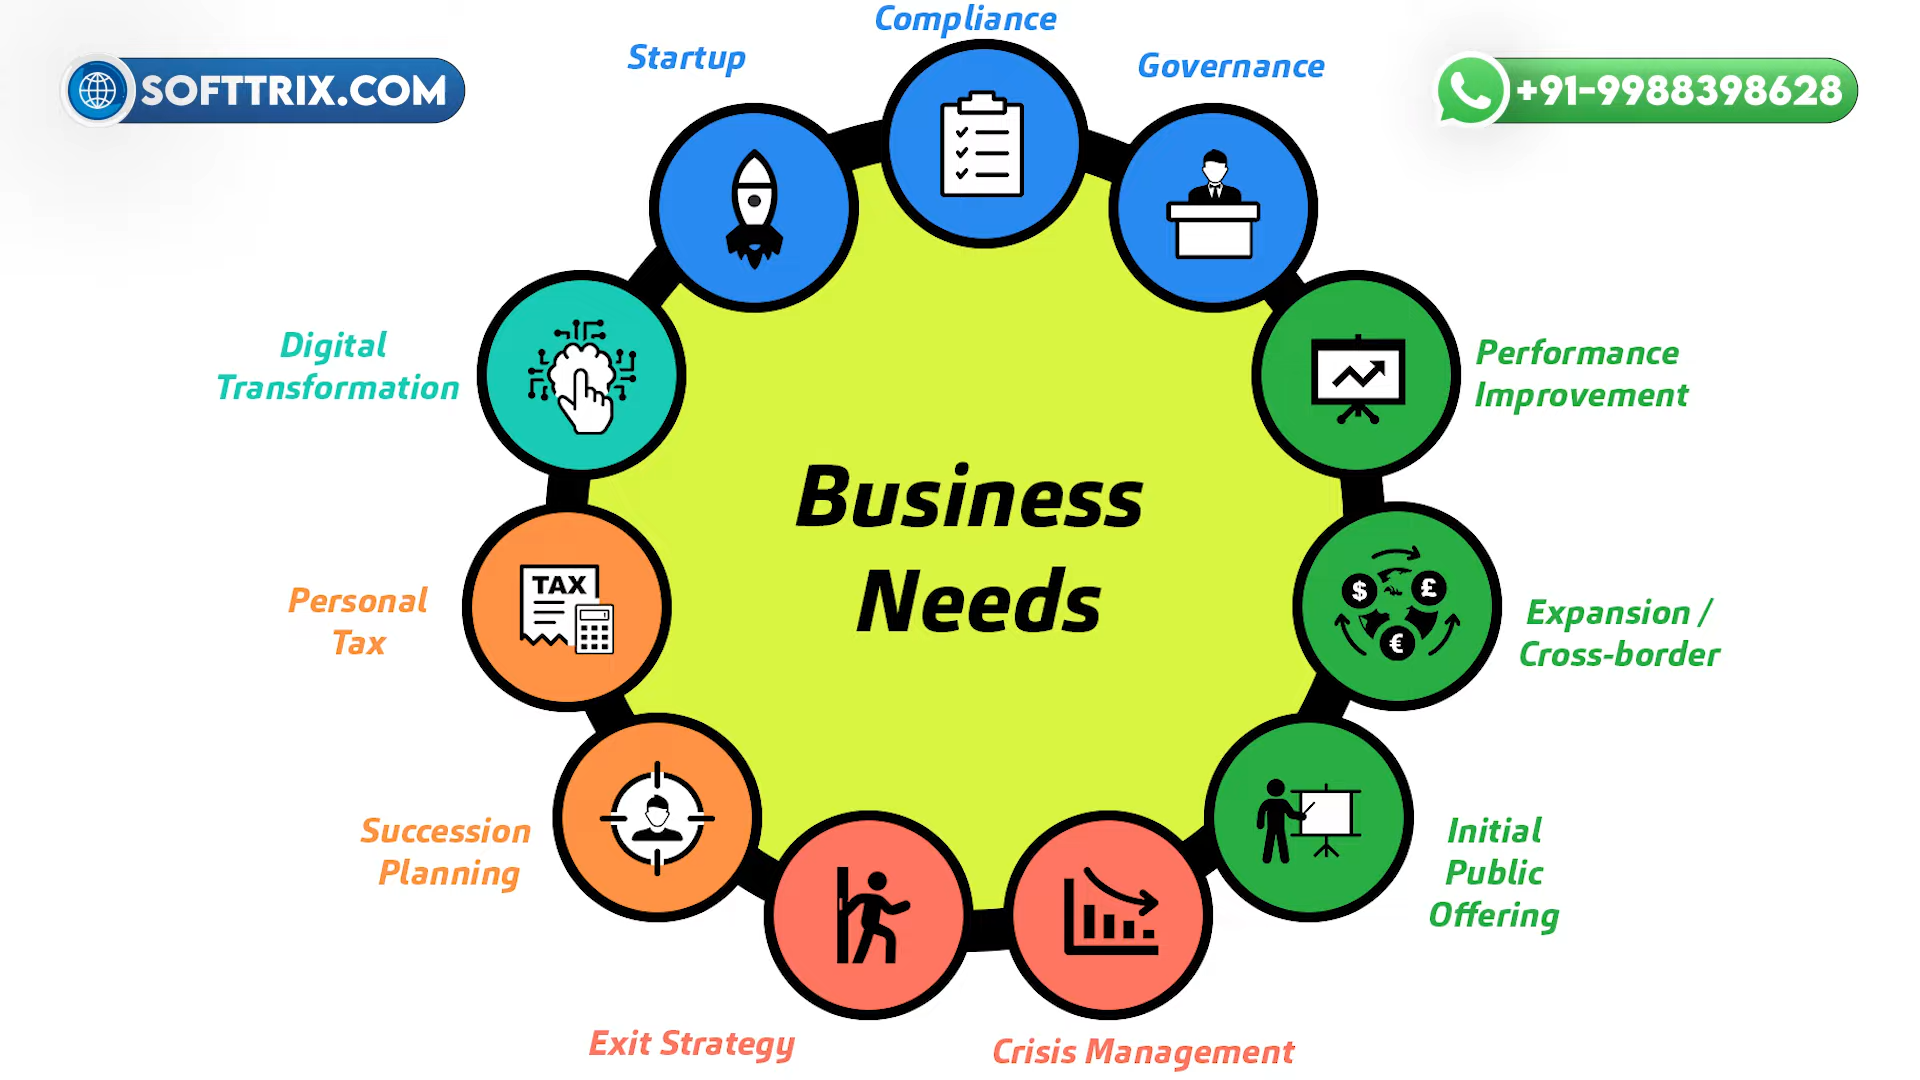 Compliance
Startup
Governance
SOFTTRIX.COM
+91-9988398628
Digital
Transformation
Performance
Improvement
Business
Needs
TAX
Personal
Tax
$
£
€
Expansion /
Cross-border
Succession
Planning
Initial
Public
Offering
Exit Strategy
Crisis Management